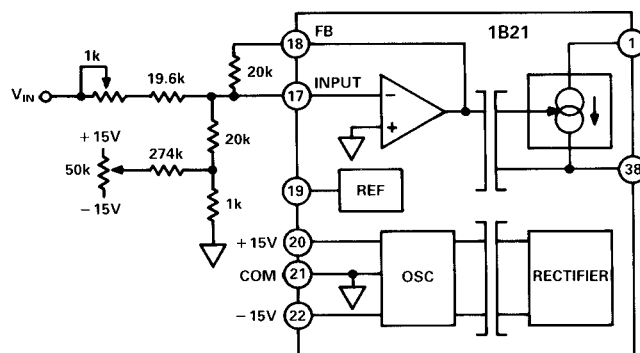 18 FB 1B21 1
1k
20k
V_IN 19.6k 17 INPUT
−
+
+15V 20k
50k 274k
−15V
1k
38
19 REF
+15V 20
COM 21 OSC RECTIFIER
−15V 22